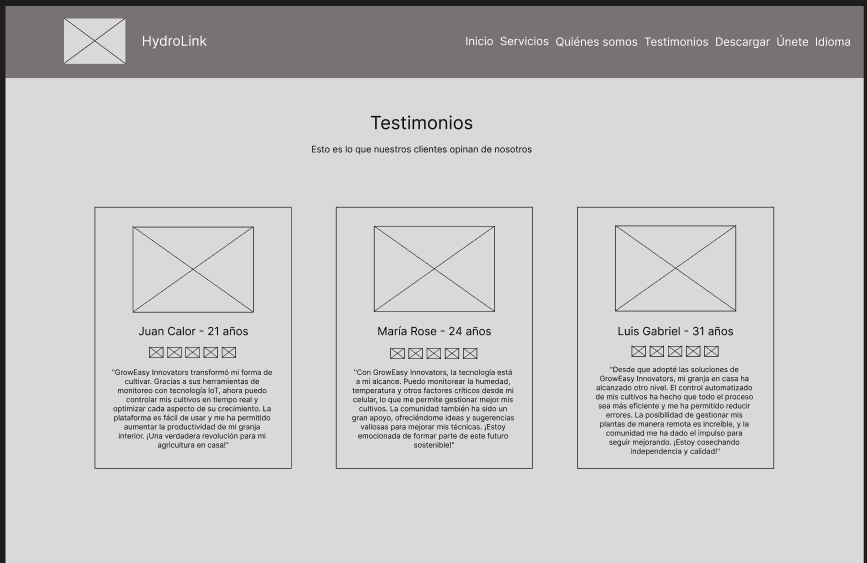 HydroLink
Inicio Servicios Quiénes somos Testimonios Descargar Únete Idioma
Testimonios
Esto es lo que nuestros clientes opinan de nosotros
Juan Calor - 21 años
"GrowEasy Innovators transformó mi forma de
cultivar. Gracias a sus herramientas de
monitoreo con tecnología IoT, ahora puedo
controlar mis cultivos en tiempo real y
optimizar cada aspecto de su crecimiento. La
plataforma es fácil de usar y me ha permitido
aumentar la productividad de mi granja
interior. ¡Una verdadera revolución para mi
agricultura en casa!"
María Rose - 24 años
"Con GrowEasy Innovators, la tecnología está
a mi alcance. Puedo monitorear la humedad,
temperatura y otros factores críticos desde mi
celular, lo que me permite gestionar mejor mis
cultivos. La comunidad también ha sido un
gran apoyo, ofreciéndome ideas y sugerencias
valiosas para mejorar mis técnicas. ¡Estoy
emocionada de formar parte de este futuro
sostenible!"
Luis Gabriel - 31 años
"Desde que adopté las soluciones de
GrowEasy Innovators, mi granja en casa ha
alcanzado otro nivel. El control automatizado
de mis cultivos ha hecho que todo el proceso
sea más eficiente y me ha permitido reducir
errores. La posibilidad de gestionar mis
plantas de manera remota es increíble, y la
comunidad me ha dado el impulso para
seguir mejorando. ¡Estoy cosechando
independencia y calidad!"